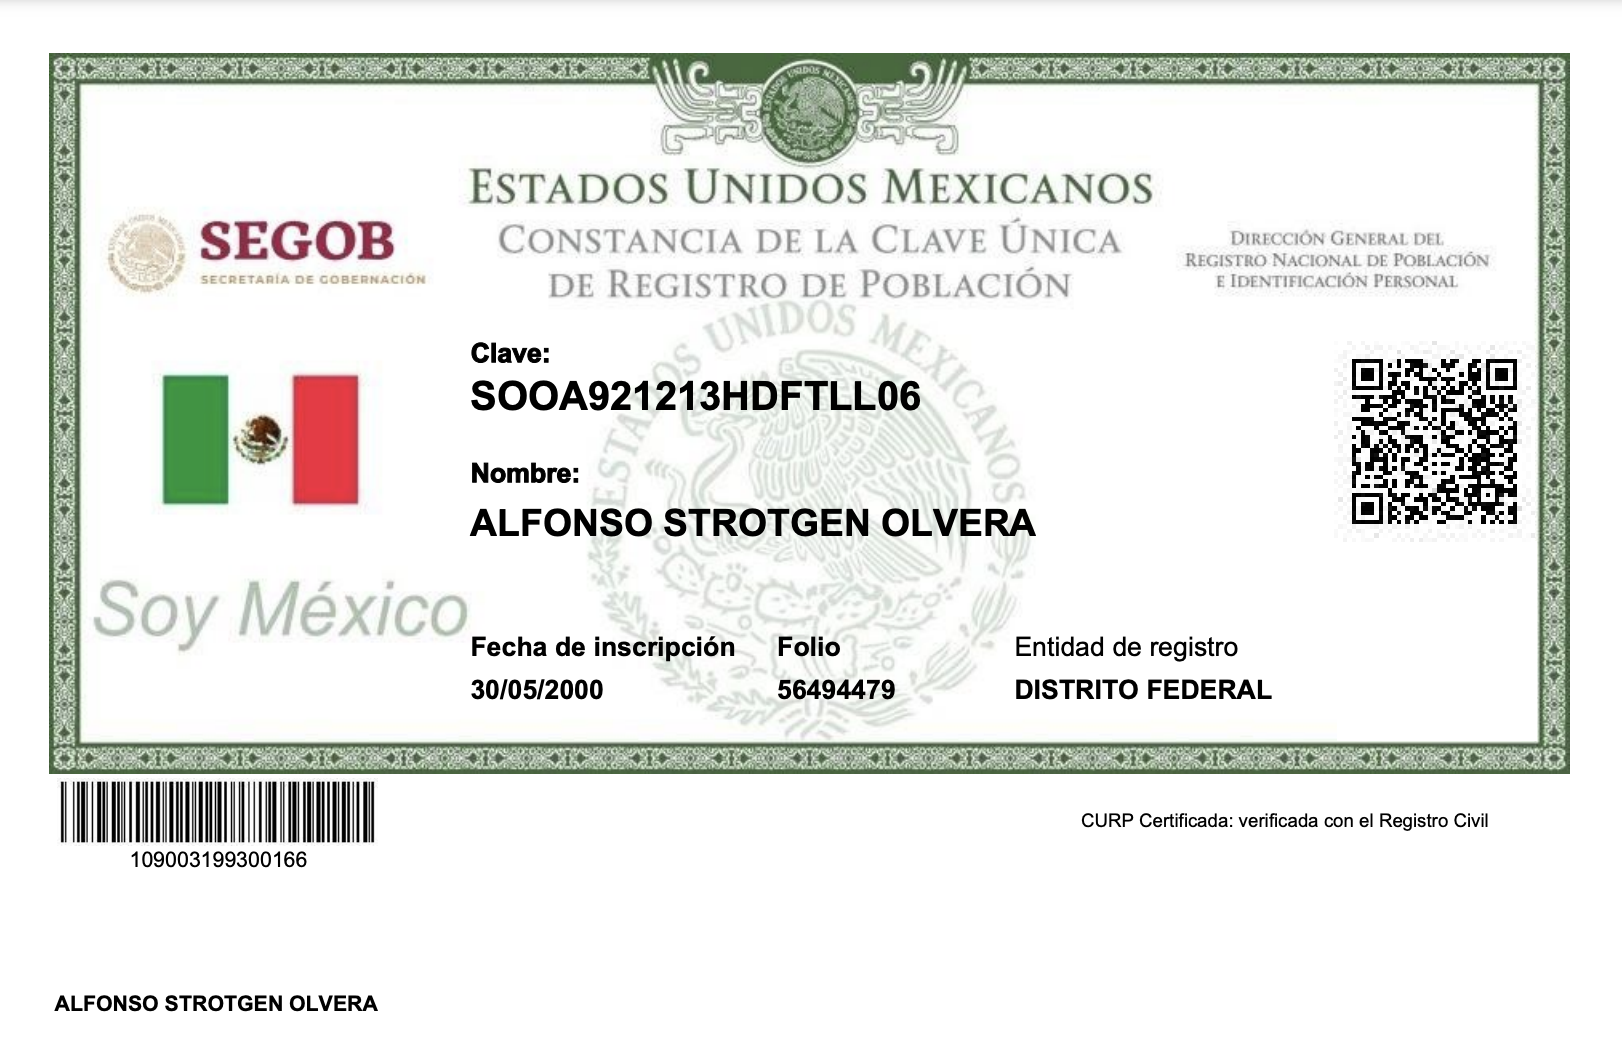 ESTADOS UNIDOS MEXICANOS
CONSTANCIA DE LA CLAVE ÚNICA
DE REGISTRO DE POBLACIÓN
SEGOB
SECRETARÍA DE GOBERNACIÓN
DIRECCIÓN GENERAL DEL
REGISTRO NACIONAL DE POBLACIÓN
E IDENTIFICACIÓN PERSONAL
ESTADOS UNIDOS MEXICANOS
Clave:
SOOA921213HDFTLL06
Nombre:
ALFONSO STROTGEN OLVERA
Soy México
Fecha de inscripción Folio Entidad de registro
30/05/2000 56494479 DISTRITO FEDERAL
109003199300166
CURP Certificada: verificada con el Registro Civil
ALFONSO STROTGEN OLVERA